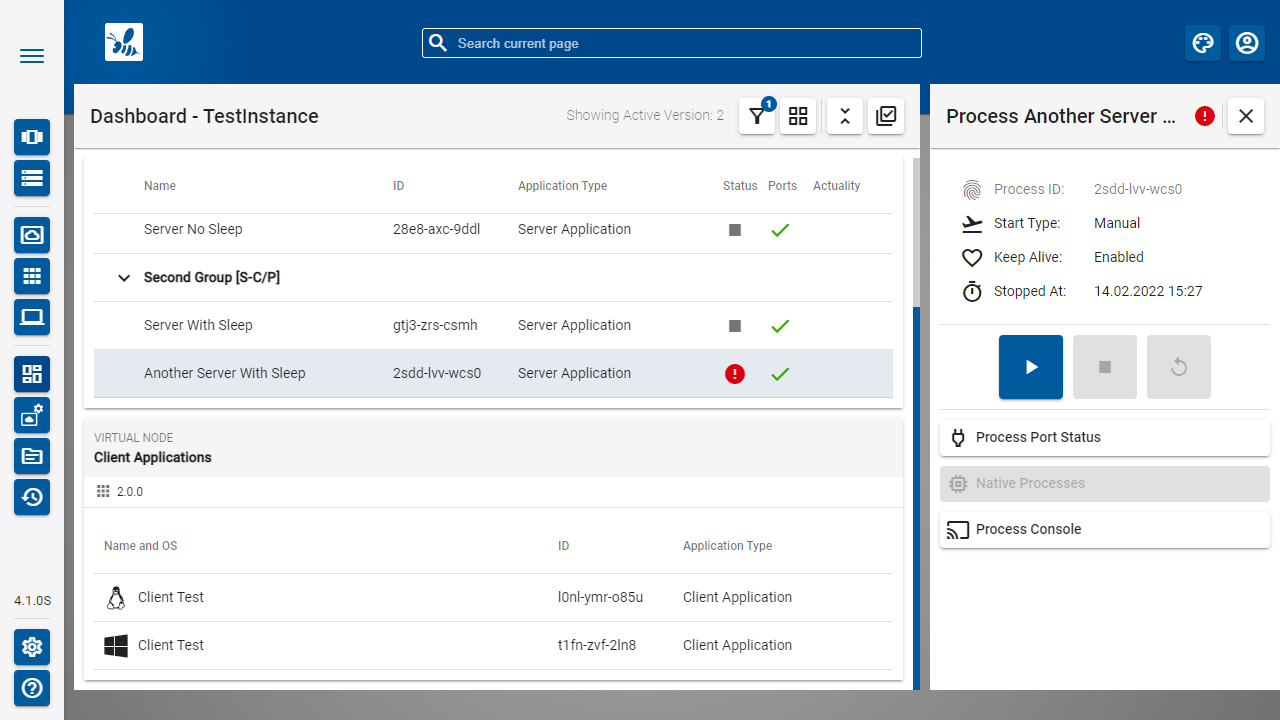 Search current page
Dashboard - TestInstance
Showing Active Version: 2
1
Process Another Server ...
Name ID Application Type Status Ports Actuality
Server No Sleep 28e8-axc-9ddl Server Application
Second Group [S-C/P]
Server With Sleep gtj3-zrs-csmh Server Application
Another Server With Sleep 2sdd-lvv-wcs0 Server Application
VIRTUAL NODE
Client Applications
2.0.0
Name and OS ID Application Type
Client Test l0nl-ymr-o85u Client Application
Client Test t1fn-zvf-2ln8 Client Application
Process ID: 2sdd-lvv-wcs0
Start Type: Manual
Keep Alive: Enabled
Stopped At: 14.02.2022 15:27
Process Port Status
Native Processes
Process Console
4.1.0S